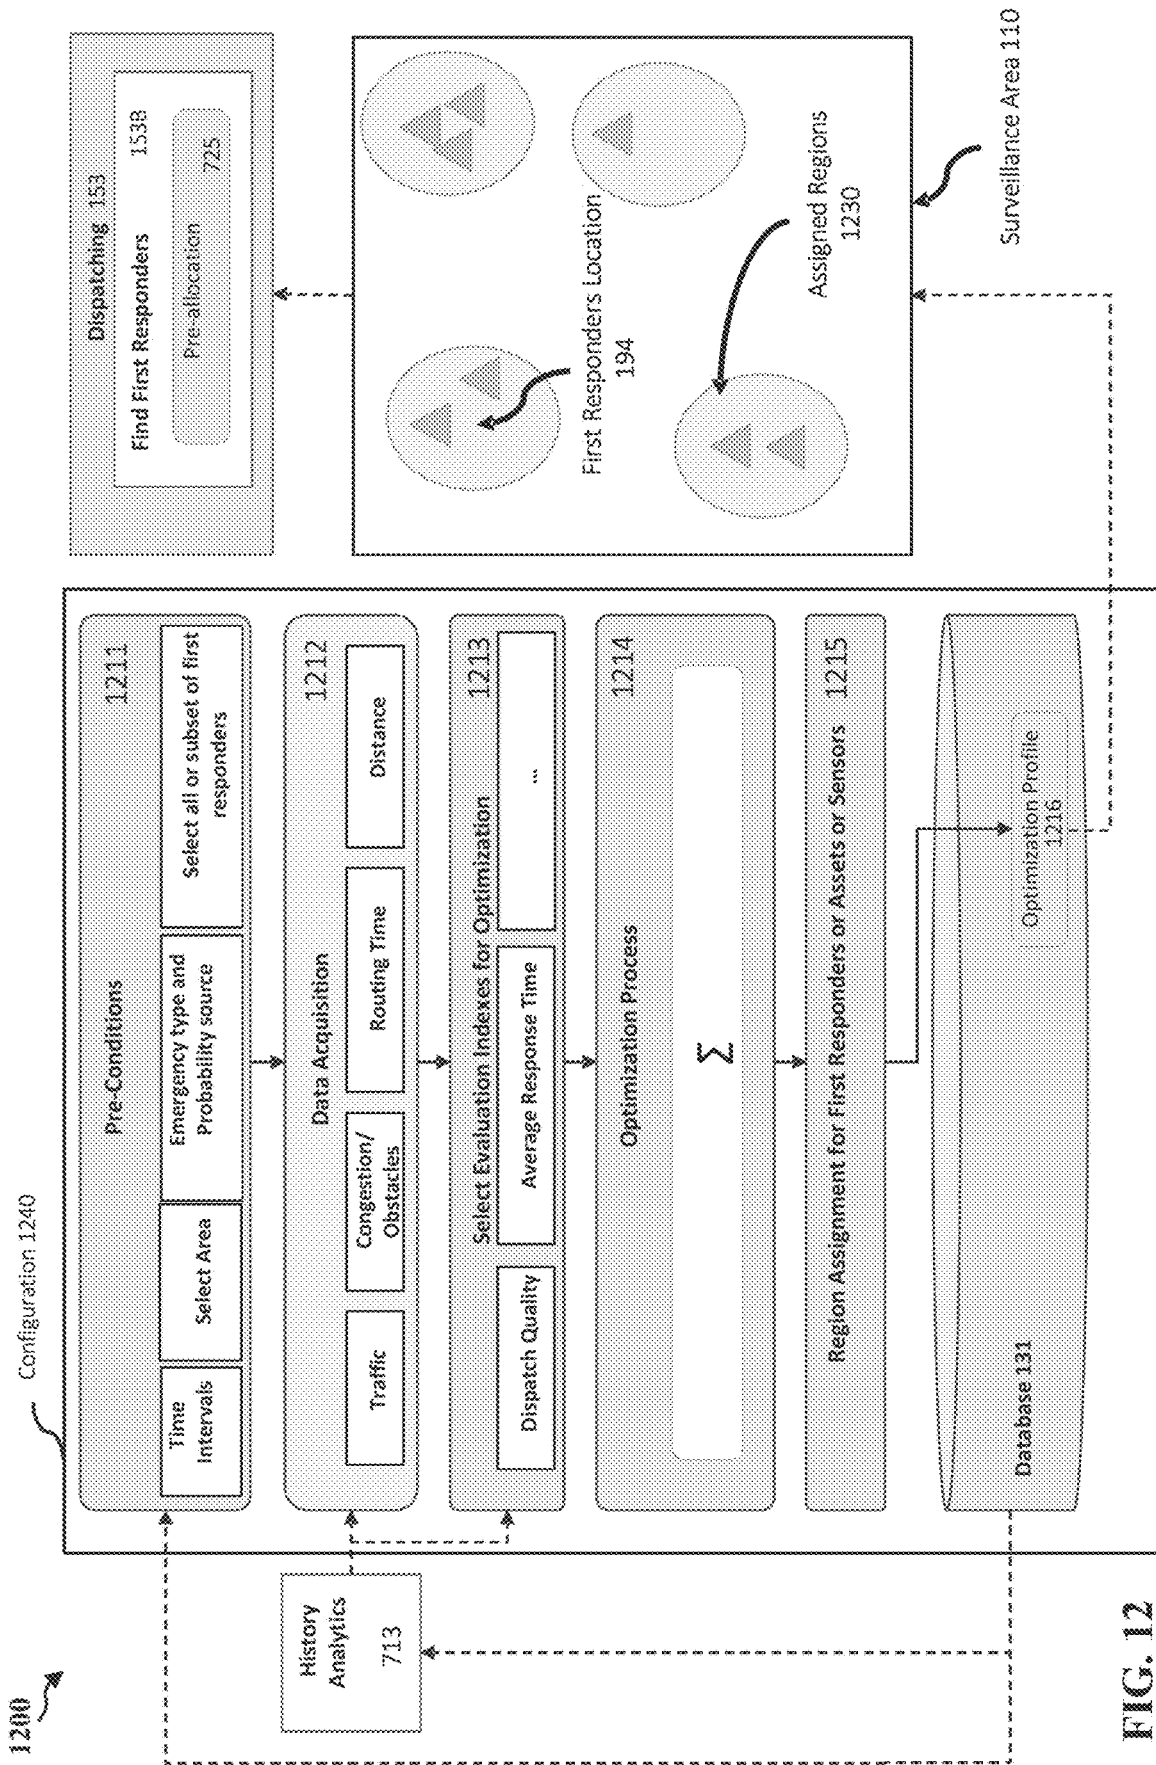 1200
Configuration 1240
Pre-Conditions
1211
Time
Intervals
Select Area
Emergency type and
Probability source
Select all or subset of first
responders
History
Analytics
713
Data Acquisition
1212
Traffic
Congestion/
Obstacles
Routing Time
Distance
Select Evaluation Indexes for Optimization
1213
Dispatch Quality
Average Response Time
...
Optimization Process
1214
Σ
Region Assignment for First Responders or Assets or Sensors
1215
Database 131
Optimization Profile
1216
Dispatching 153
Find First Responders
153B
Pre-allocation
725
First Responders Location
194
Assigned Regions
1230
Surveillance Area 110
FIG. 12